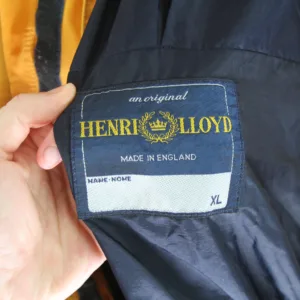 an original
HENRI LLOYD
MADE IN ENGLAND
NAME·NOME
XL